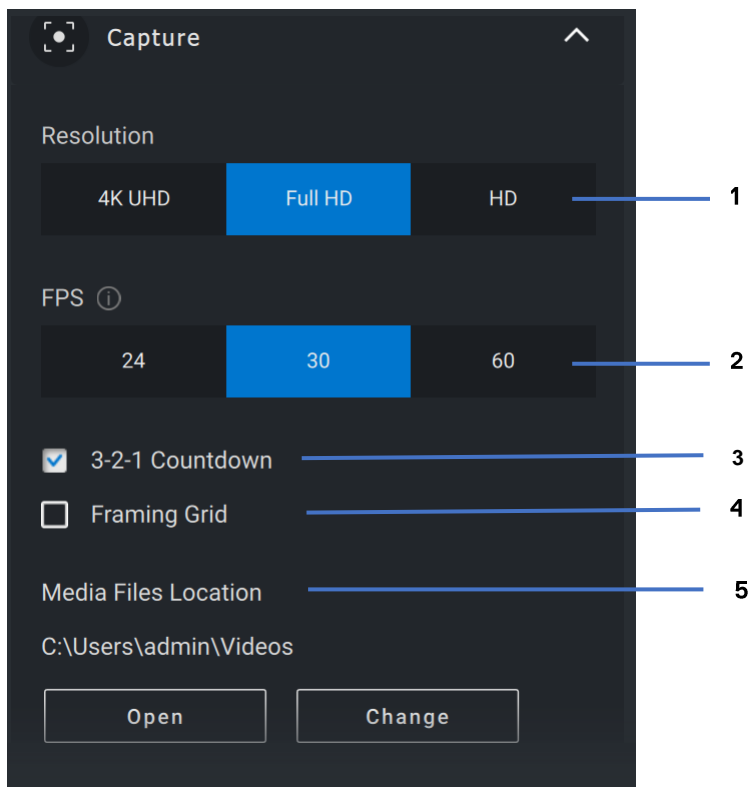 Capture
Resolution
4K UHD Full HD HD 1
FPS
24 30 60 2
3-2-1 Countdown 3
Framing Grid 4
Media Files Location 5
C:\Users\admin\Videos
Open Change